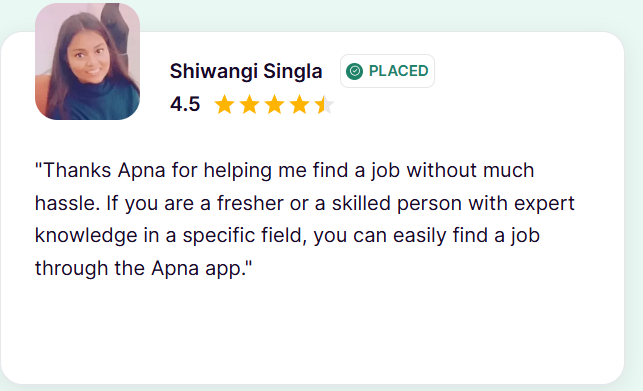 Shiwangi Singla PLACED
4.5
"Thanks Apna for helping me find a job without much
hassle. If you are a fresher or a skilled person with expert
knowledge in a specific field, you can easily find a job
through the Apna app."